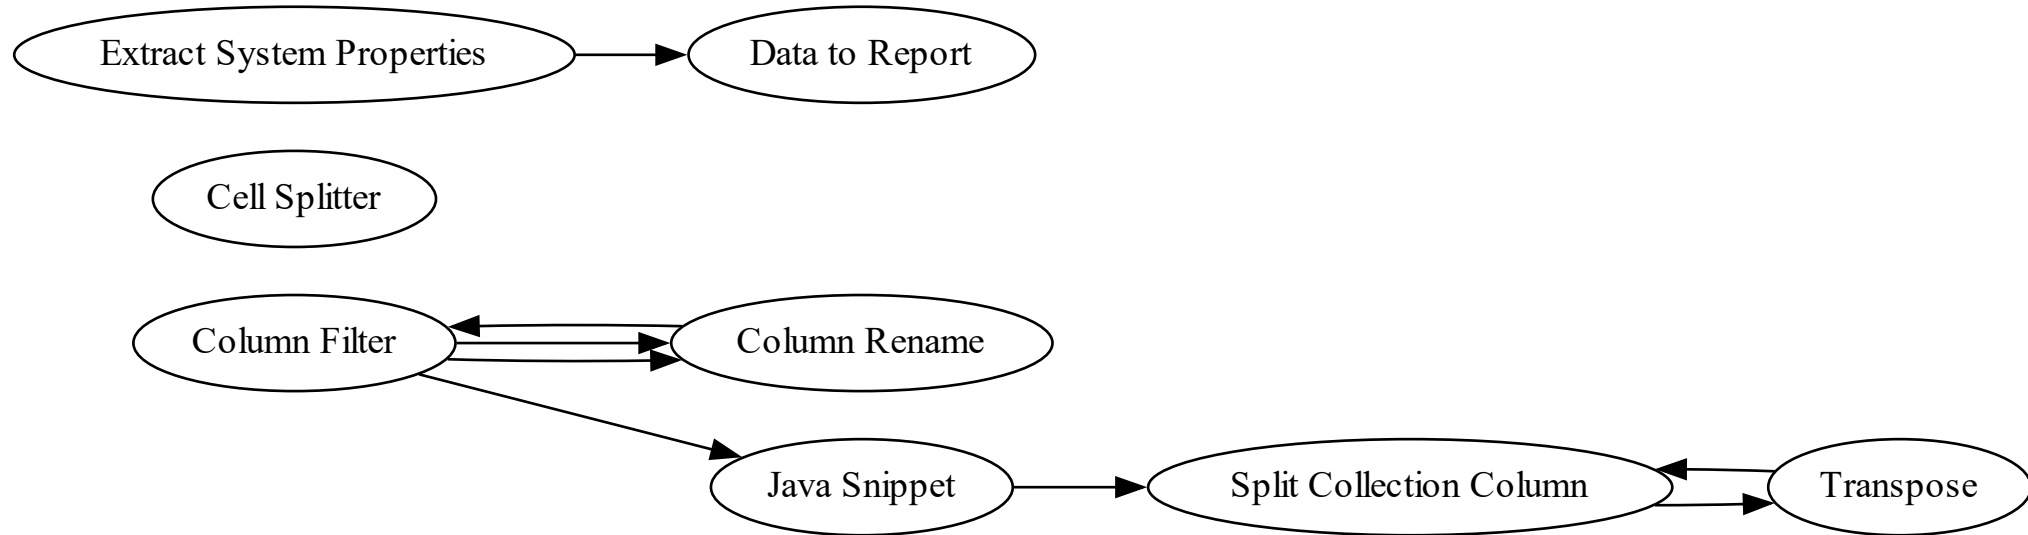 Extract System Properties
Data to Report
Cell Splitter
Column Filter
Column Rename
Java Snippet
Split Collection Column
Transpose